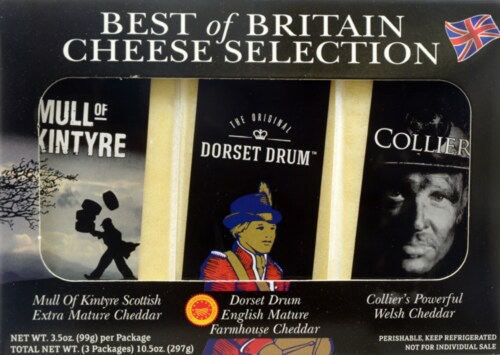 BEST of BRITAIN
CHEESE SELECTION
MULL OF
KINTYRE
THE ORIGINAL
DORSET DRUM™
COLLIER
Mull Of Kintyre Scottish
Extra Mature Cheddar
Dorset Drum
English Mature
Farmhouse Cheddar
Collier's Powerful
Welsh Cheddar
NET WT. 3.5oz (99g) per Package
TOTAL NET WT. (3 Packages) 10.5oz (297g)
PERISHABLE, KEEP REFRIGERATED
NOT FOR INDIVIDUAL SALE